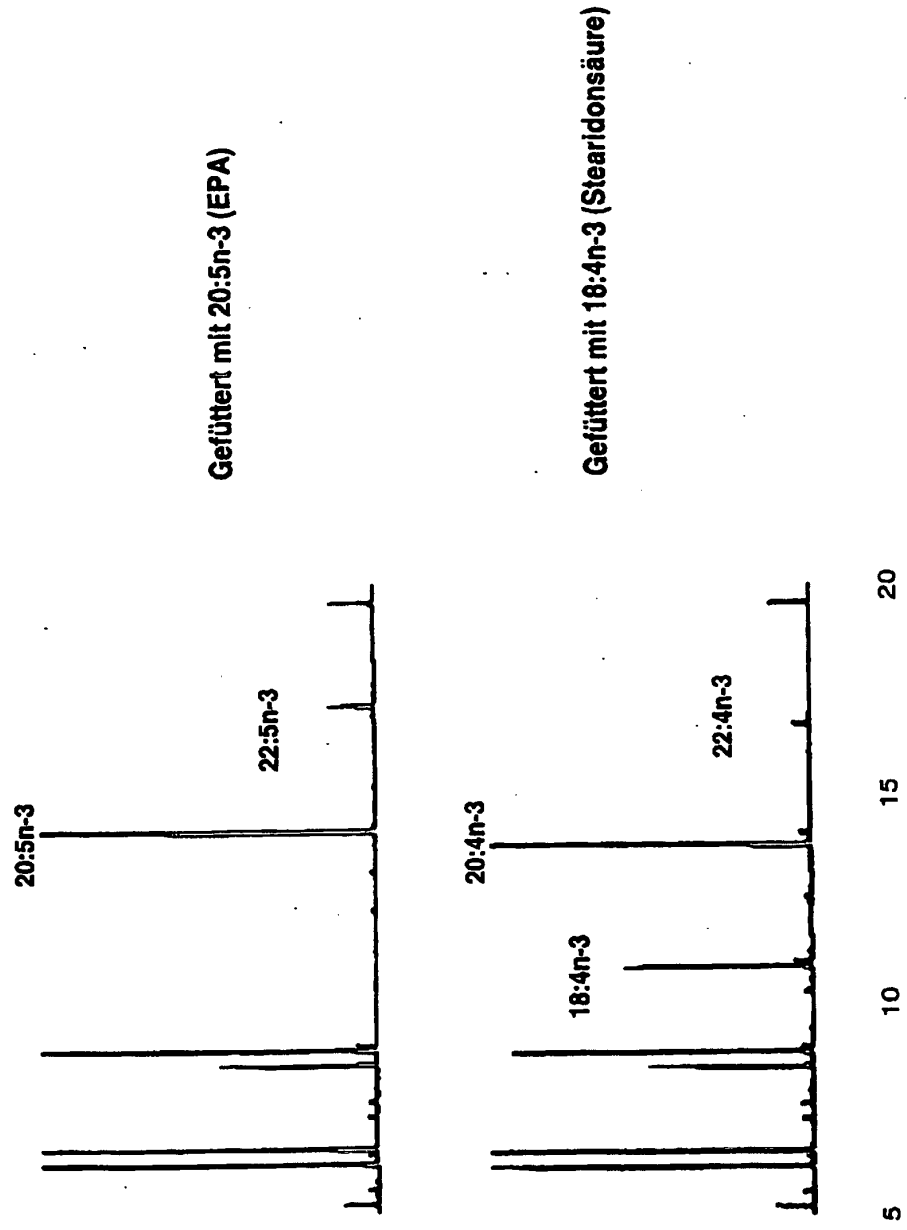 Gefüttert mit 20:5n-3 (EPA)
20:5n-3
22:5n-3
Gefüttert mit 18:4n-3 (Stearidonsäure)
18:4n-3
20:4n-3
22:4n-3
5
10
15
20